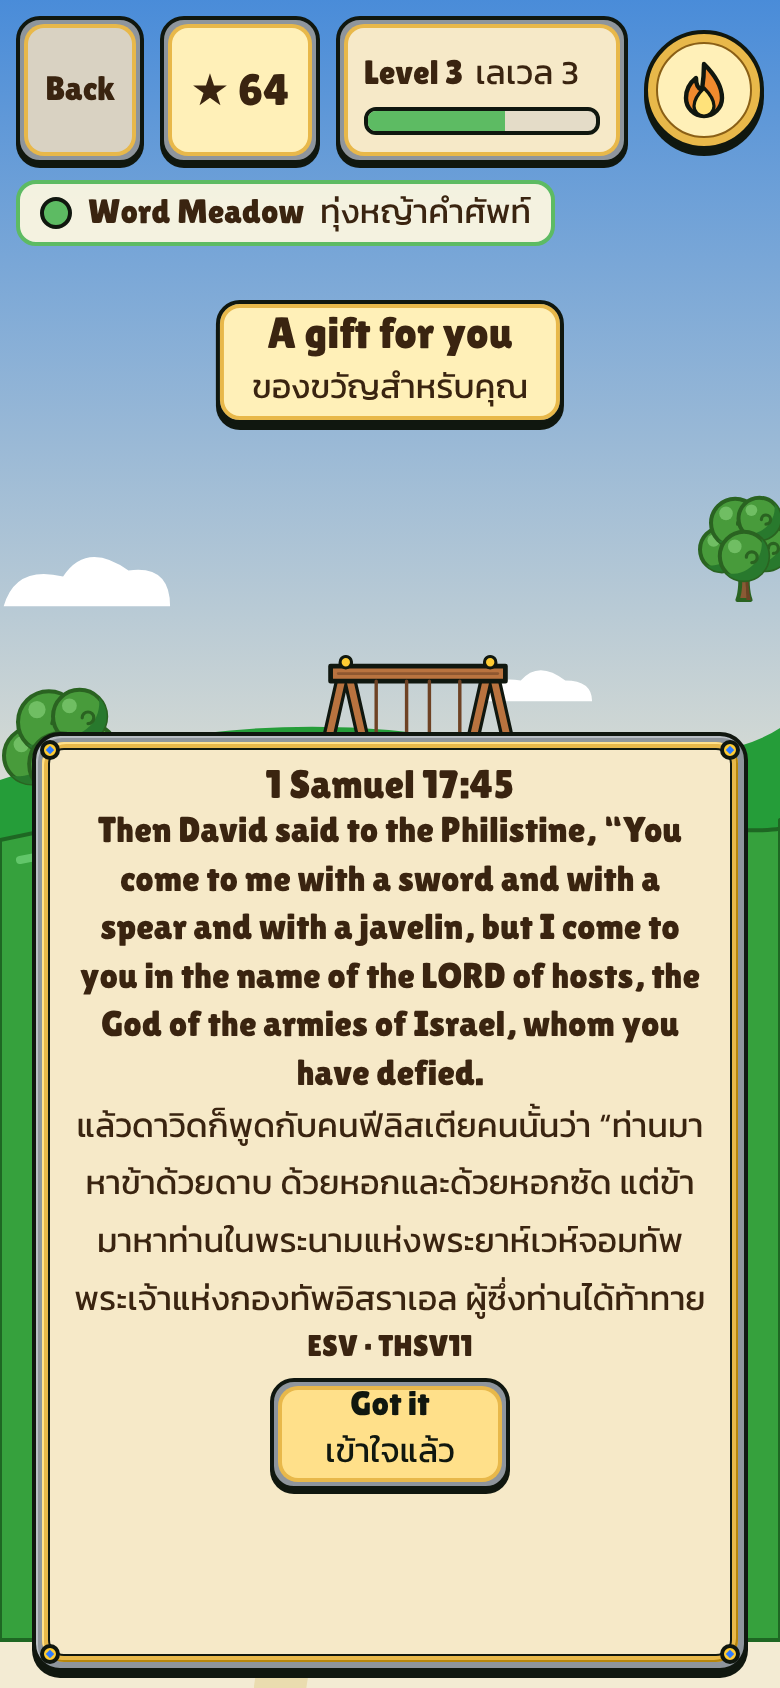 Back
★ 64
Level 3 เลเวล 3
Word Meadow ทุ่งหญ้าคำศัพท์
A gift for you
ของขวัญสำหรับคุณ
1 Samuel 17:45
Then David said to the Philistine, “You
come to me with a sword and with a
spear and with a javelin, but I come to
you in the name of the LORD of hosts, the
God of the armies of Israel, whom you
have defied.
แล้วดาวิดก็พูดกับคนฟีลิสเตียคนนั้นว่า “ท่านมา
หาข้าด้วยดาบ ด้วยหอกและด้วยหอกซัด แต่ข้า
มาหาท่านในพระนามแห่งพระยาห์เวห์จอมทัพ
พระเจ้าแห่งกองทัพอิสราเอล ผู้ซึ่งท่านได้ท้าทาย
ESV · THSV11
Got it
เข้าใจแล้ว